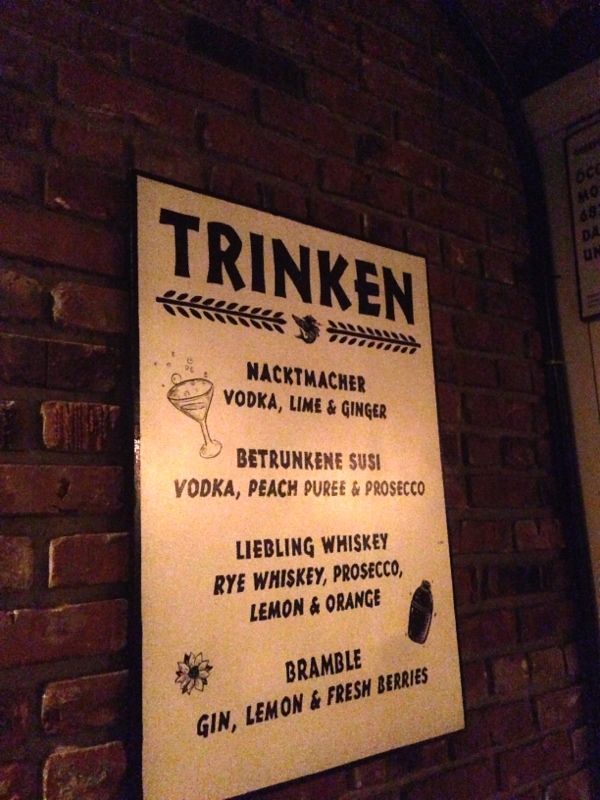 TRINKEN
NACKTMACHER
VODKA, LIME & GINGER
BETRUNKENE SUSI
VODKA, PEACH PUREE & PROSECCO
LIEBLING WHISKEY
RYE WHISKEY, PROSECCO,
LEMON & ORANGE
BRAMBLE
GIN, LEMON & FRESH BERRIES